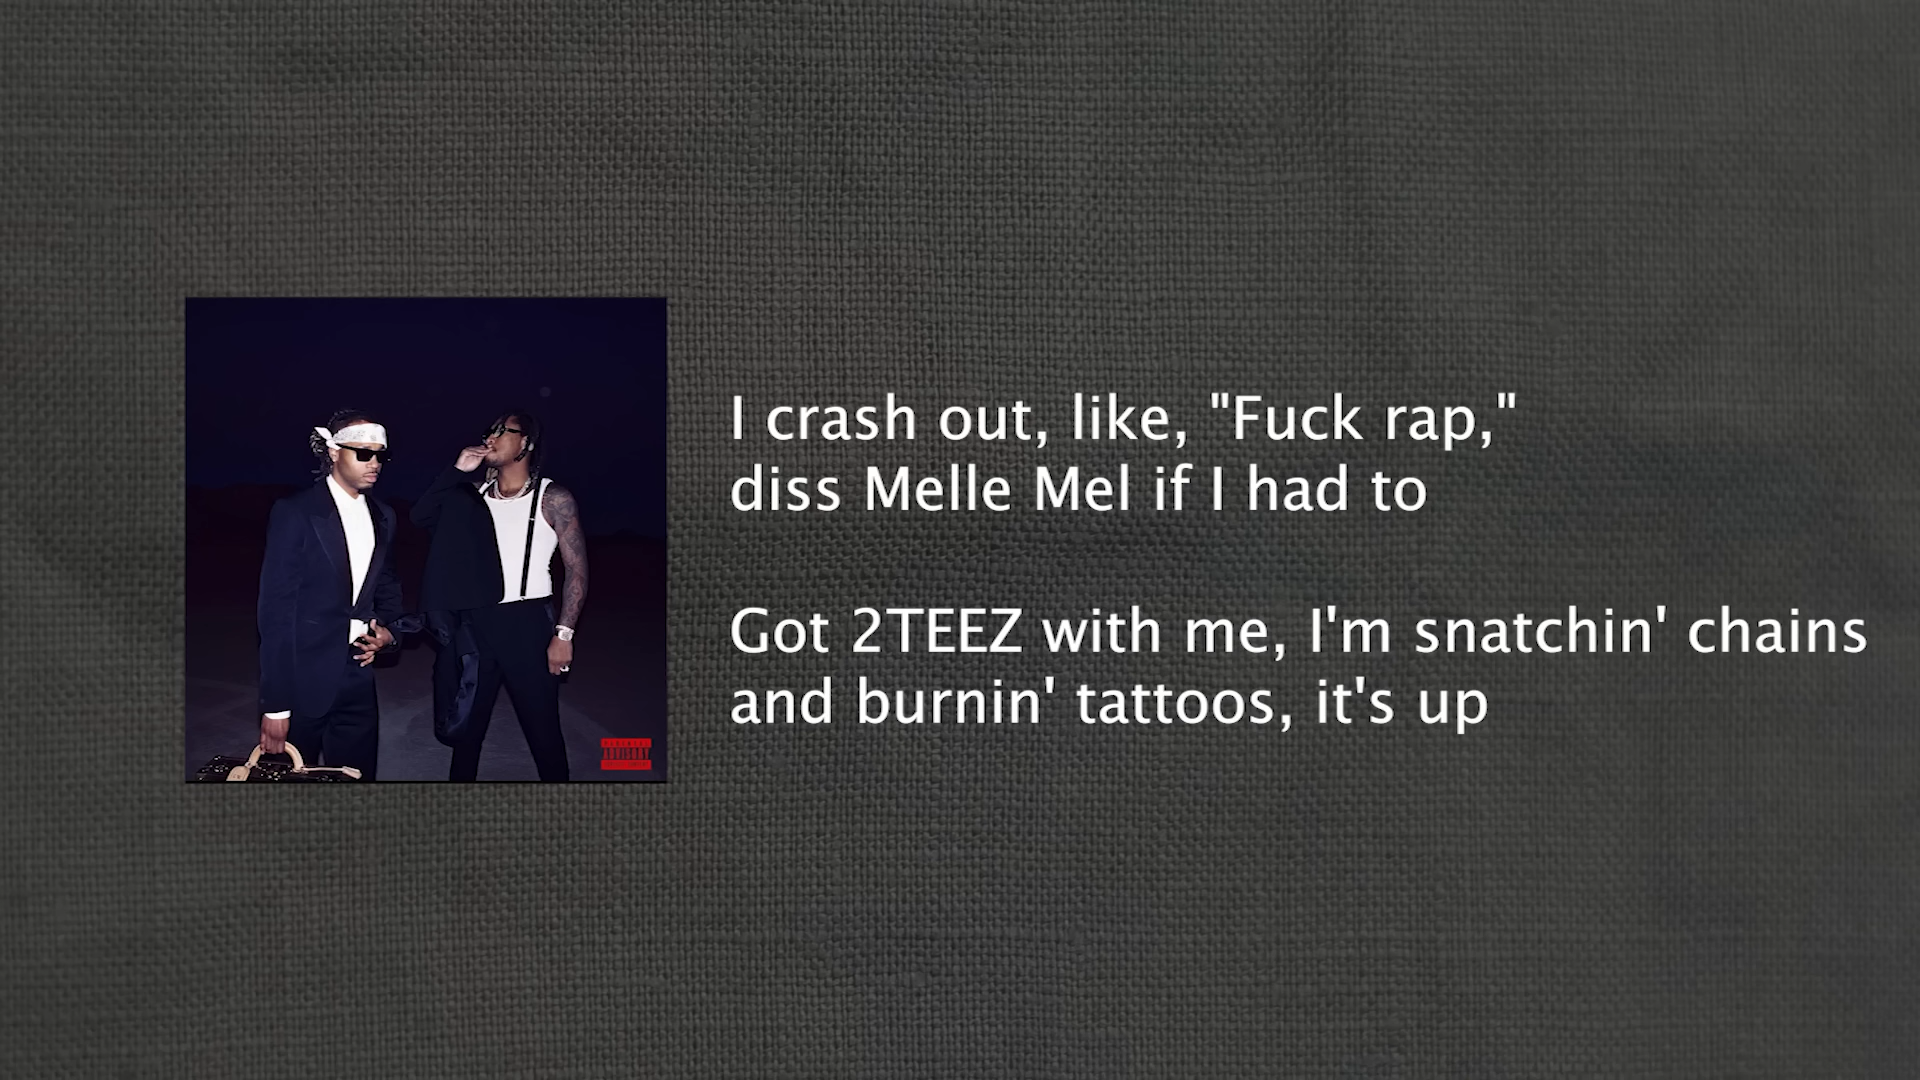 I crash out, like, "Fuck rap,"
diss Melle Mel if I had to
Got 2TEEZ with me, I'm snatchin' chains
and burnin' tattoos, it's up
ADVISORY